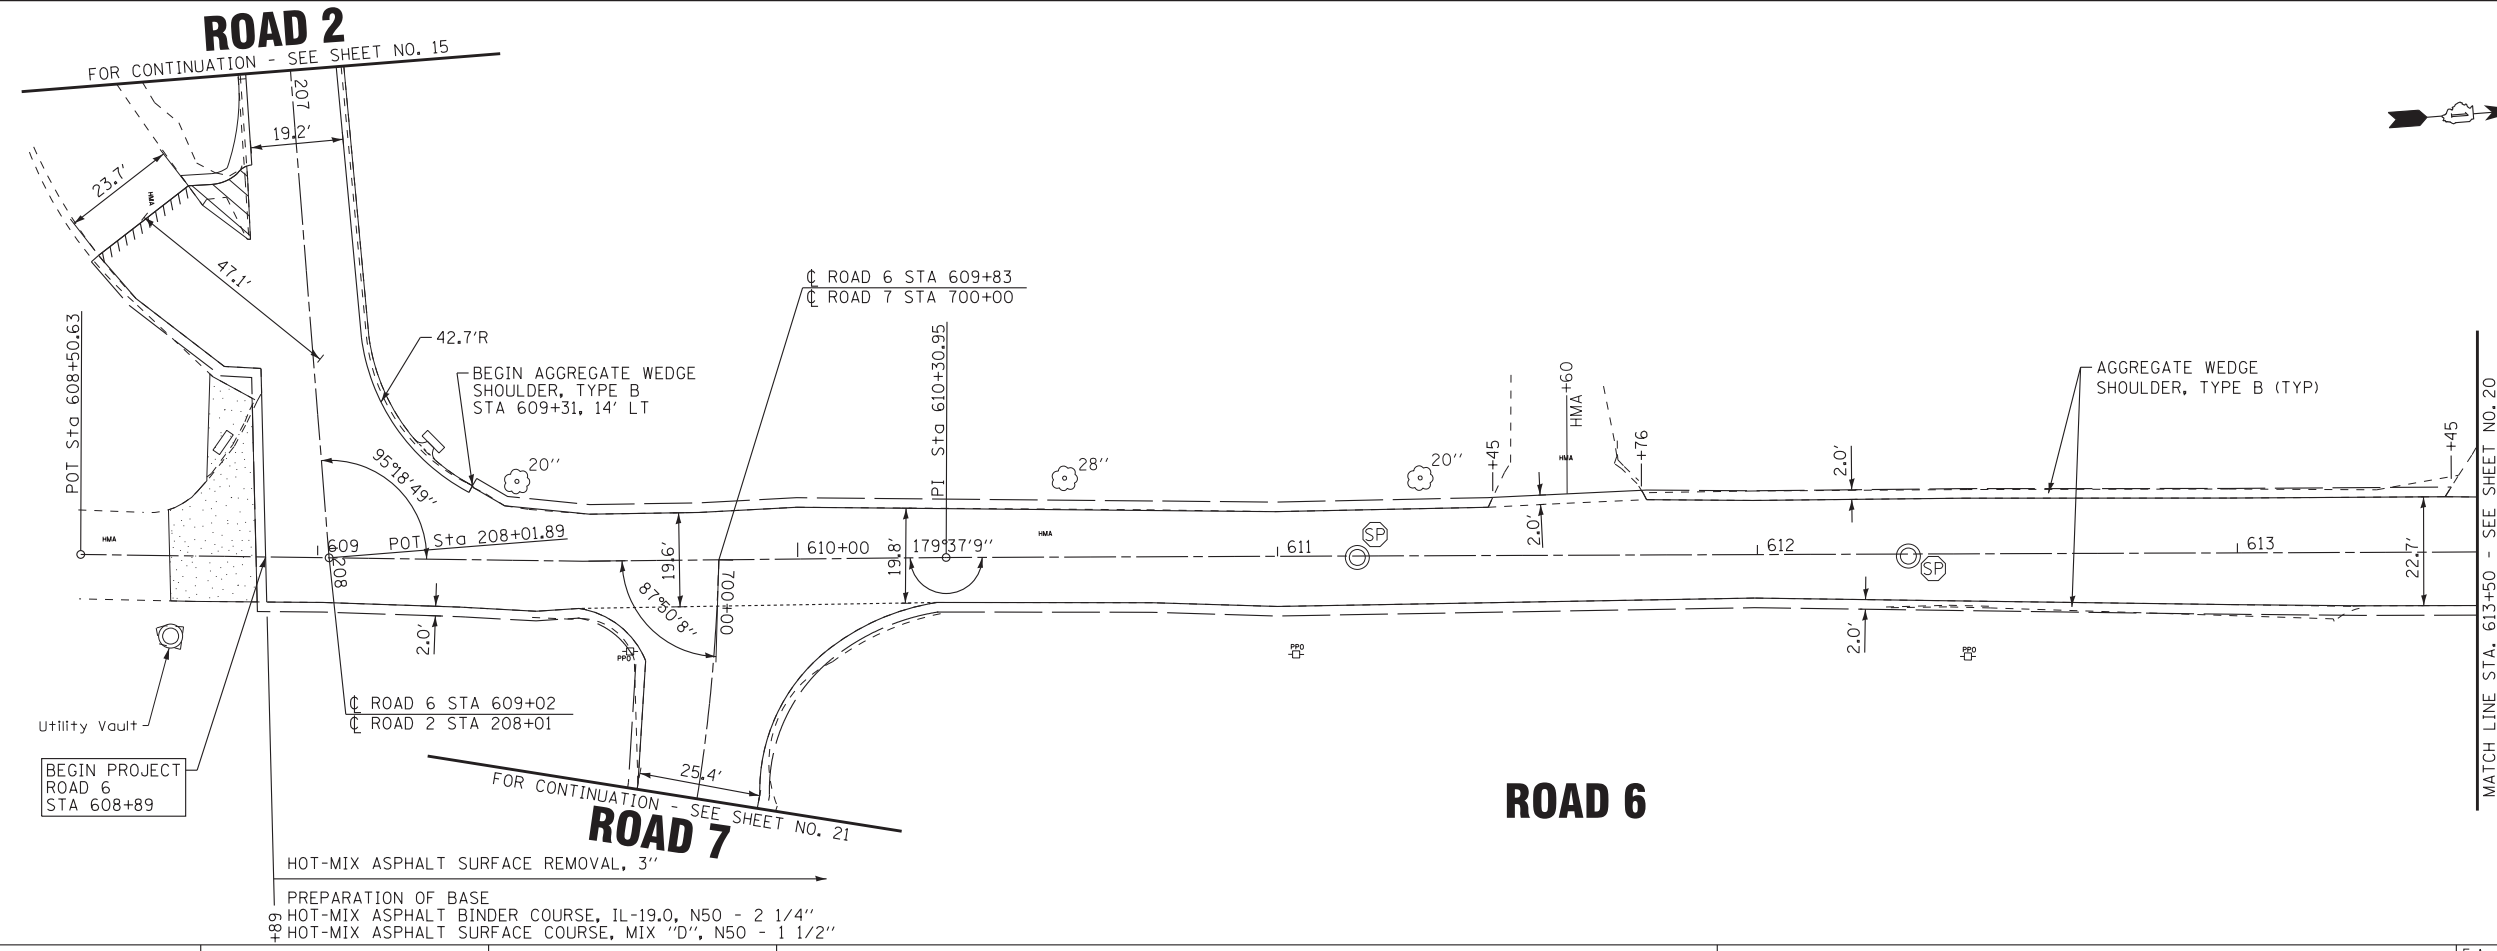 ROAD 2
FOR CONTINUATION - SEE SHEET NO. 15
207
19.2'
23.7'
HMA
47.1'
POT Sta 608+50.63
42.7'R
BEGIN AGGREGATE WEDGE
SHOULDER, TYPE B
STA 609+31, 14' LT
℄ ROAD 6 STA 609+83
℄ ROAD 7 STA 700+00
PI Sta 610+30.95
95°18'49"
20''
28''
20''
+45
HMA +60
HMA
+76
2.0'
AGGREGATE WEDGE
SHOULDER, TYPE B (TYP)
+45
MATCH LINE STA. 613+50 - SEE SHEET NO. 20
HMA
609
POT Sta 208+01.89
208
19.6'
610+00
19.8'
179°37'9''
HMA
611
SP
2.0'
612
SP
613
22.7'
700+00
87°50'8''
2.0'
PPO
PPO
2.0'
PPO
Utility Vault
℄ ROAD 6 STA 609+02
℄ ROAD 2 STA 208+01
BEGIN PROJECT
ROAD 6
STA 608+89
25.4'
FOR CONTINUATION - SEE SHEET NO. 21
ROAD 7
ROAD 6
HOT-MIX ASPHALT SURFACE REMOVAL, 3''
+89
PREPARATION OF BASE
HOT-MIX ASPHALT BINDER COURSE, IL-19.0, N50 - 2 1/4''
HOT-MIX ASPHALT SURFACE COURSE, MIX ''D'', N50 - 1 1/2''